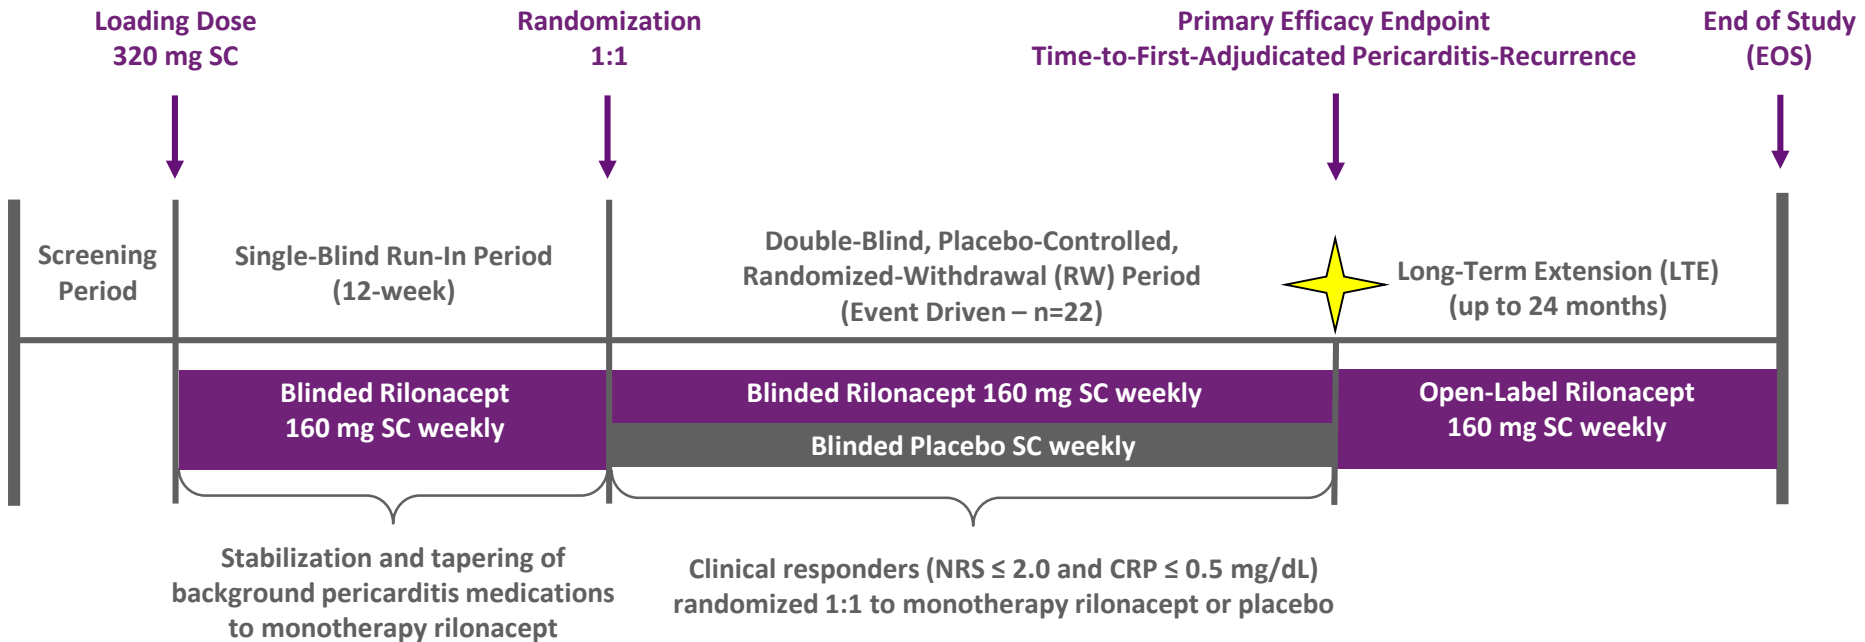 Loading Dose
320 mg SC
Randomization
1:1
Primary Efficacy Endpoint
Time-to-First-Adjudicated Pericarditis-Recurrence
End of Study
(EOS)
Screening
Period
Single-Blind Run-In Period
(12-week)
Double-Blind, Placebo-Controlled,
Randomized-Withdrawal (RW) Period
(Event Driven – n=22)
Long-Term Extension (LTE)
(up to 24 months)
Blinded Rilonacept
160 mg SC weekly
Blinded Rilonacept 160 mg SC weekly
Blinded Placebo SC weekly
Open-Label Rilonacept
160 mg SC weekly
Stabilization and tapering of
background pericarditis medications
to monotherapy rilonacept
Clinical responders (NRS ≤ 2.0 and CRP ≤ 0.5 mg/dL)
randomized 1:1 to monotherapy rilonacept or placebo